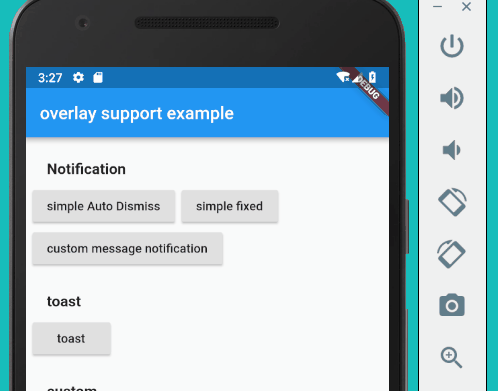 3:27
DEBUG
overlay support example
Notification
simple Auto Dismiss
simple fixed
custom message notification
toast
toast
custom